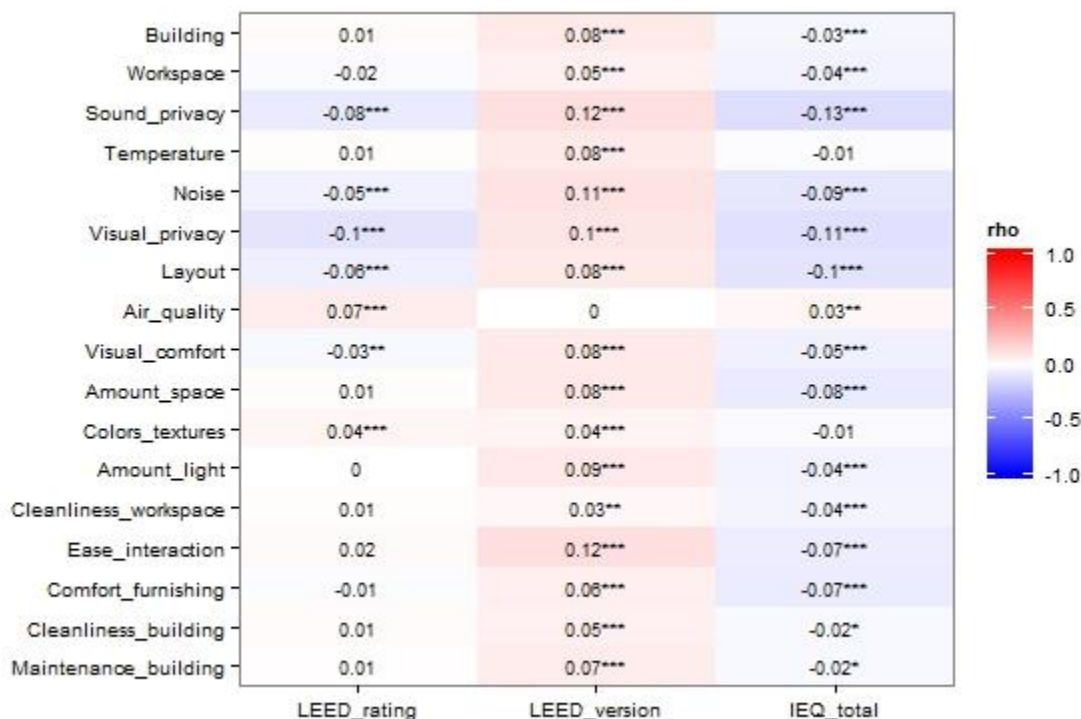 Building 0.01 0.08*** -0.03***
Workspace -0.02 0.05*** -0.04***
Sound_privacy -0.08*** 0.12*** -0.13***
Temperature 0.01 0.08*** -0.01
Noise -0.05*** 0.11*** -0.09***
Visual_privacy -0.1*** 0.1*** -0.11***
Layout -0.06*** 0.08*** -0.1***
Air_quality 0.07*** 0 0.03**
Visual_comfort -0.03** 0.08*** -0.05***
Amount_space 0.01 0.08*** -0.08***
Colors_textures 0.04*** 0.04*** -0.01
Amount_light 0 0.09*** -0.04***
Cleanliness_workspace 0.01 0.03** -0.04***
Ease_interaction 0.02 0.12*** -0.07***
Comfort_furnishing -0.01 0.06*** -0.07***
Cleanliness_building 0.01 0.05*** -0.02*
Maintenance_building 0.01 0.07*** -0.02*
LEED_rating LEED_version IEQ_total
rho
1.0
0.5
0.0
-0.5
-1.0